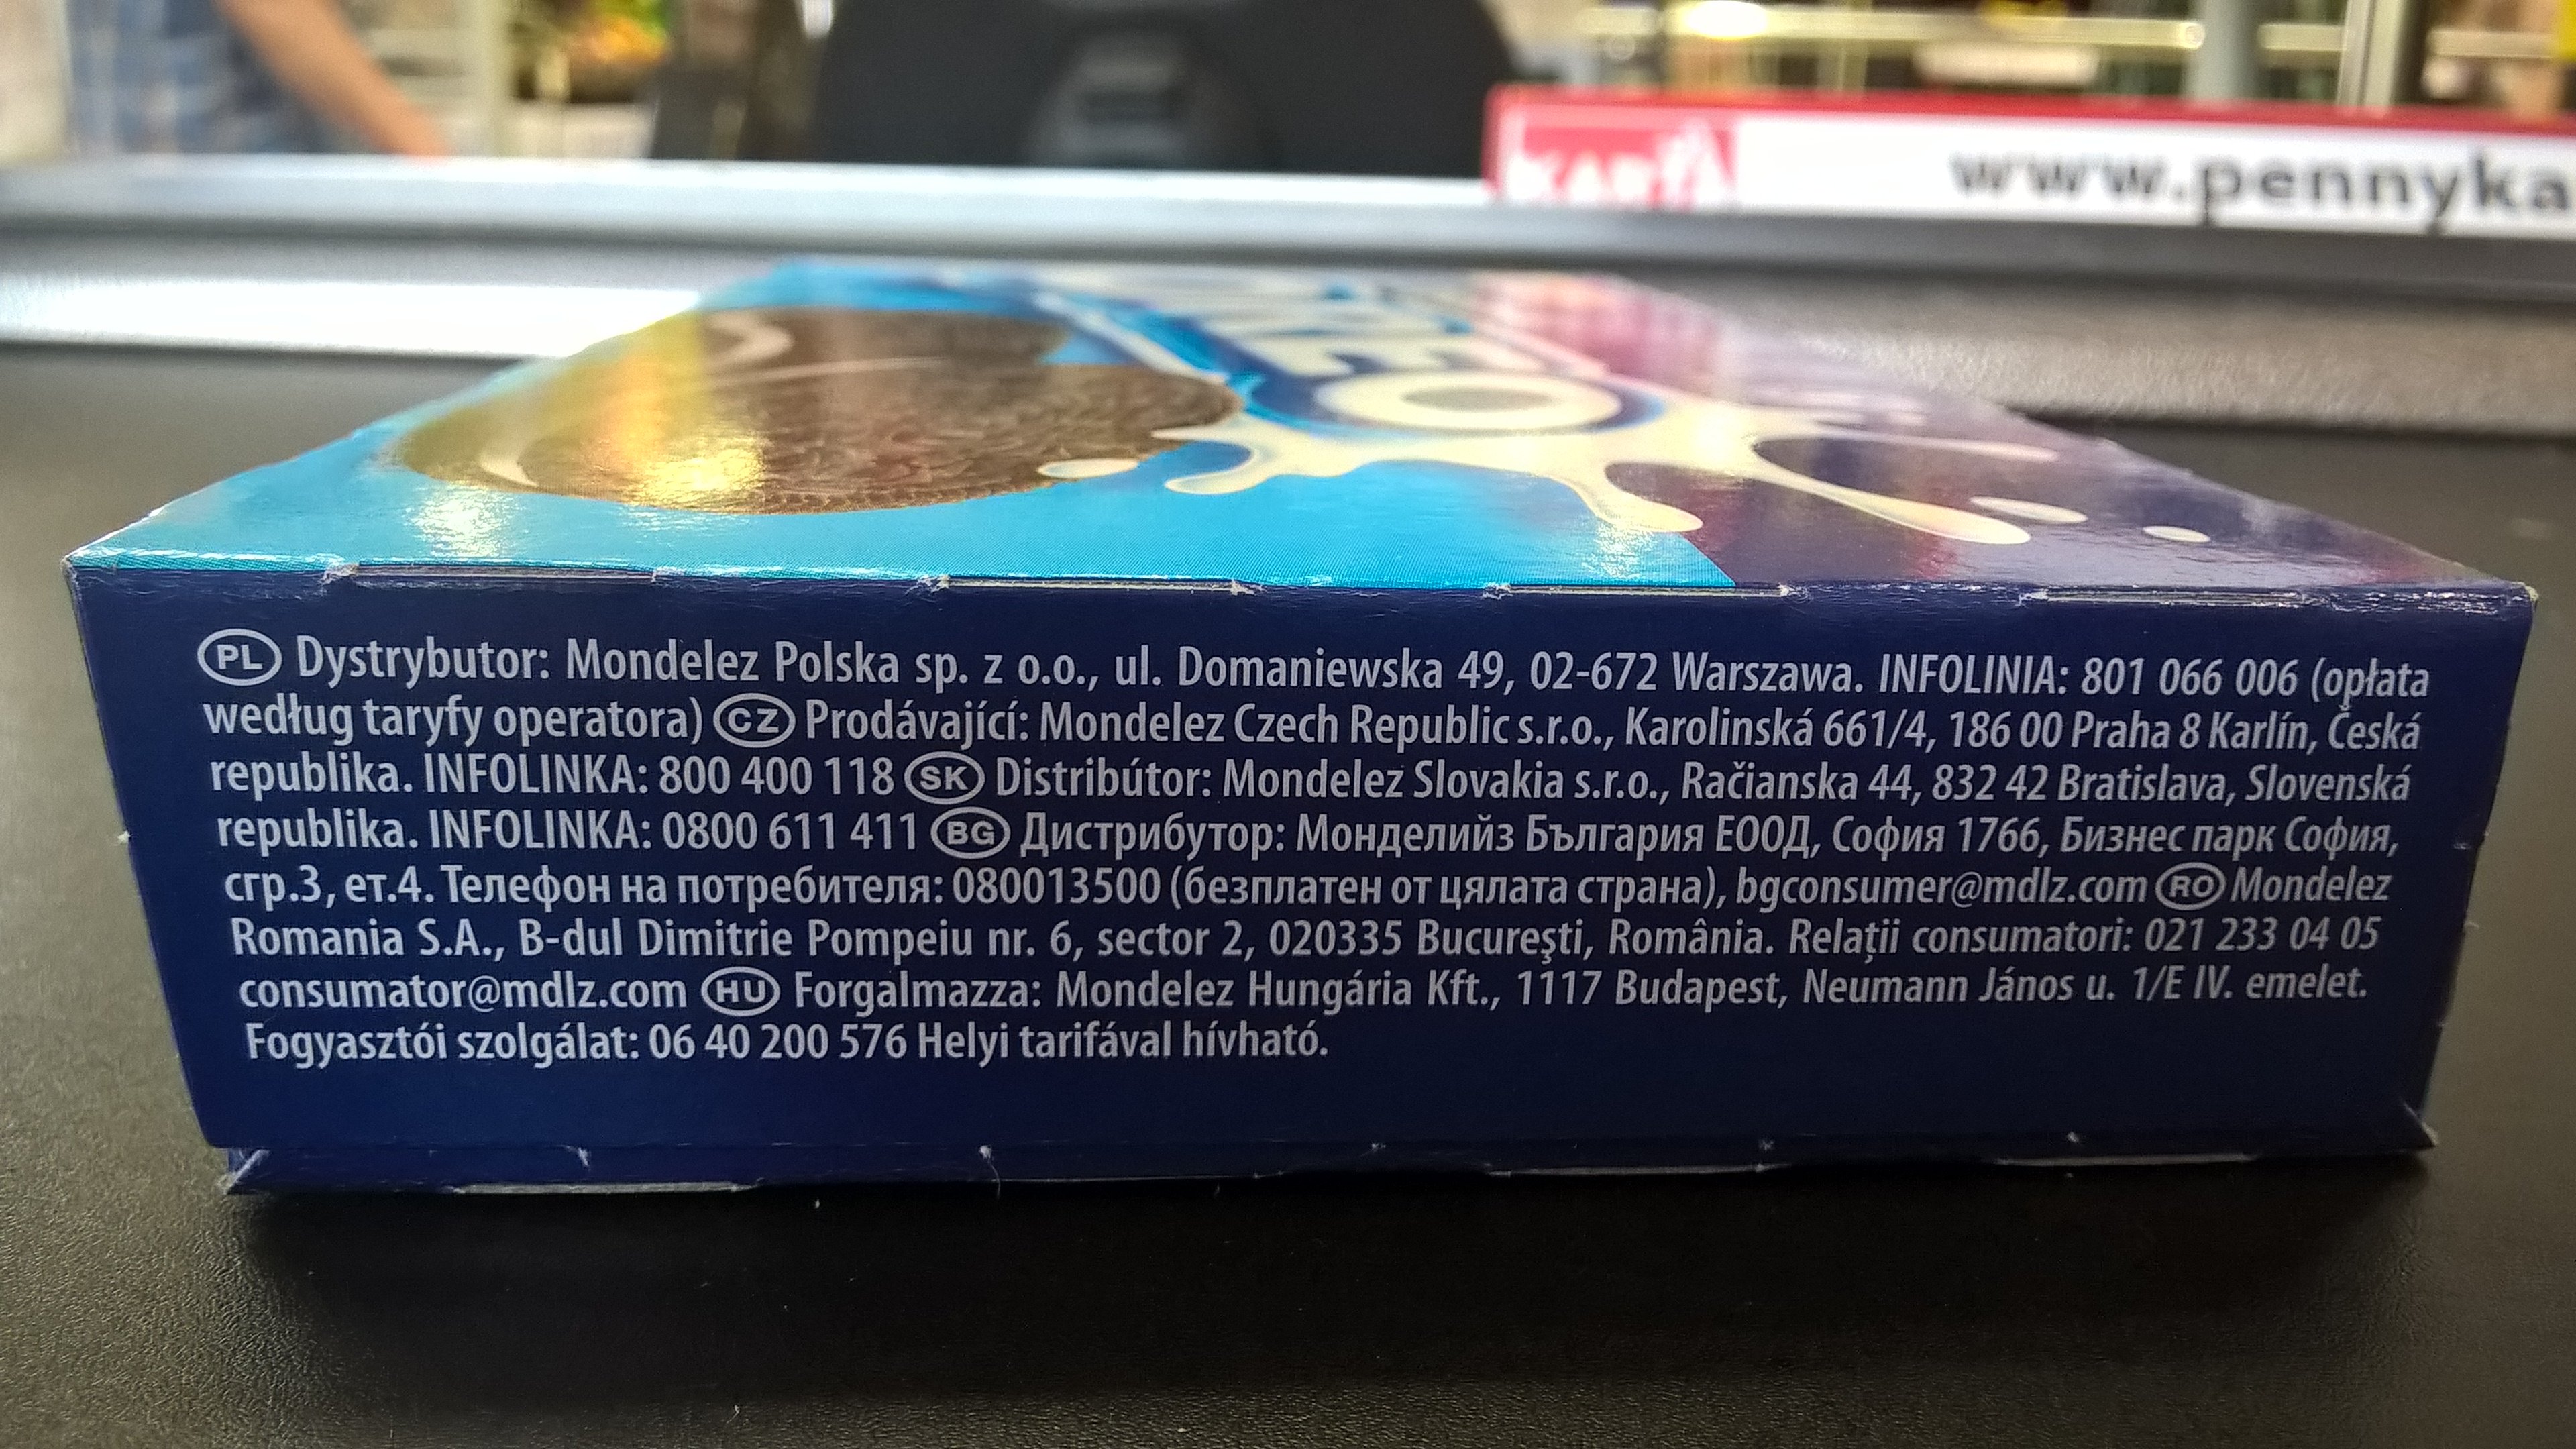 www.pennyka
OREO
PL Dystrybutor: Mondelez Polska sp. z o.o., ul. Domaniewska 49, 02-672 Warszawa. INFOLINIA: 801 066 006 (opłata
według taryfy operatora) CZ Prodávající: Mondelez Czech Republic s.r.o., Karolinská 661/4, 186 00 Praha 8 Karlín, Česká
republika. INFOLINKA: 800 400 118 SK Distribútor: Mondelez Slovakia s.r.o., Račianska 44, 832 42 Bratislava, Slovenská
republika. INFOLINKA: 0800 611 411 BG Дистрибутор: Монделийз България ЕООД, София 1766, Бизнес парк София,
сгр.3, ет.4. Телефон на потребителя: 080013500 (безплатен от цялата страна), bgconsumer@mdlz.com RO Mondelez
Romania S.A., B-dul Dimitrie Pompeiu nr. 6, sector 2, 020335 Bucureşti, România. Relaţii consumatori: 021 233 04 05
consumator@mdlz.com HU Forgalmazza: Mondelez Hungária Kft., 1117 Budapest, Neumann János u. 1/E IV. emelet.
Fogyasztói szolgálat: 06 40 200 576 Helyi tarifával hívható.